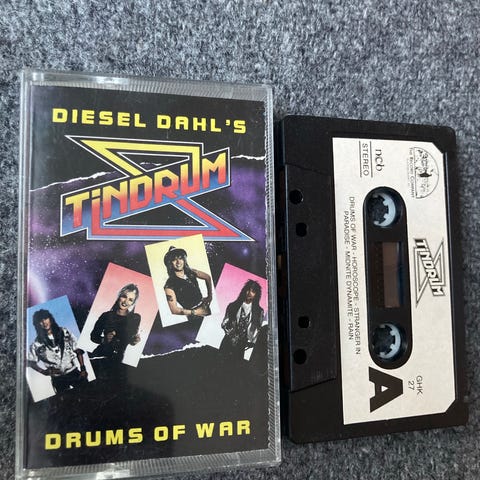 DIESEL DAHL'S
TiNDRUM
DRUMS OF WAR
ncb
STEREO
TiNDRUM
DRUMS OF WAR - HOROSCOPE - STRANGER IN
PARADISE - MIDNITE DYNAMITE - RAIN
A
GHK
27